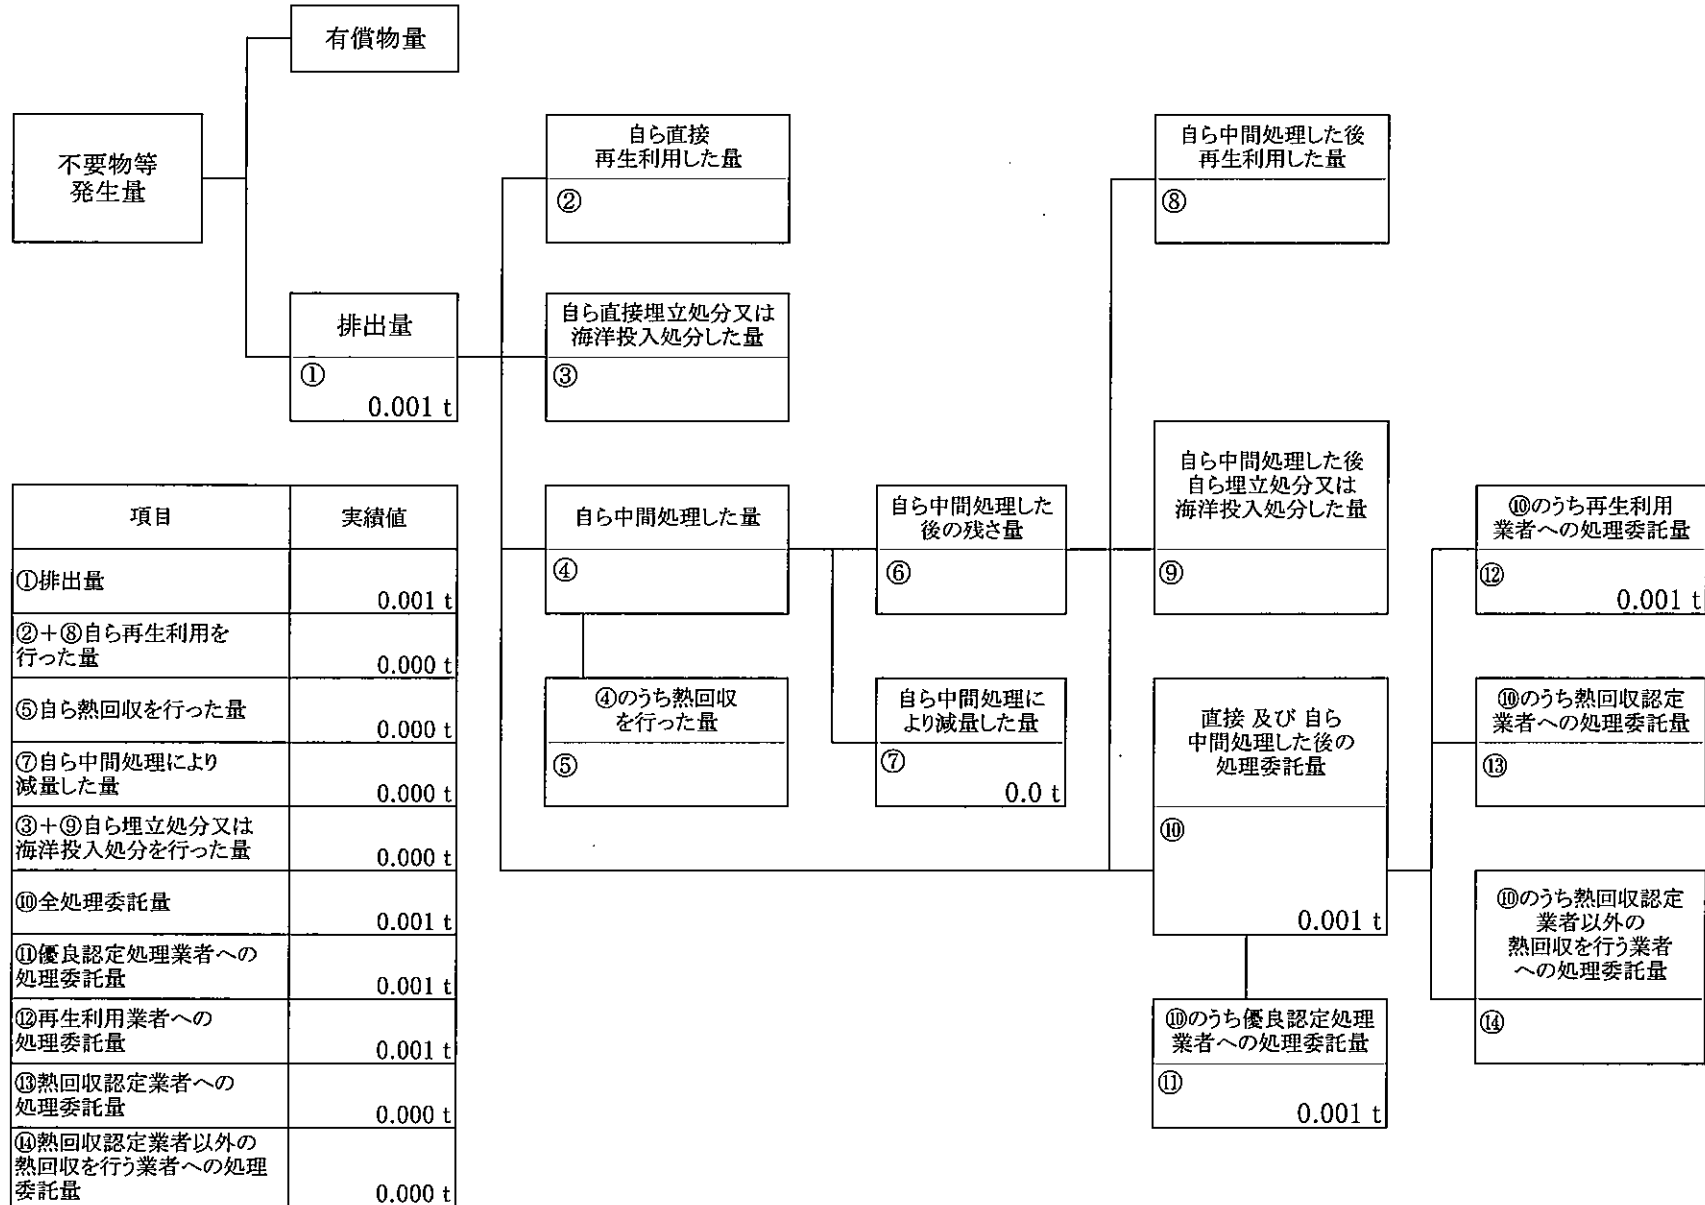 有償物量
不要物等
発生量
排出量
①
0.001 t
自ら直接
再生利用した量
②
自ら直接埋立処分又は
海洋投入処分した量
③
自ら中間処理した量
④
④のうち熱回収
を行った量
⑤
自ら中間処理した
後の残さ量
⑥
自ら中間処理に
より減量した量
⑦
0.0 t
自ら中間処理した後
再生利用した量
⑧
自ら中間処理した後
自ら埋立処分又は
海洋投入処分した量
⑨
直接 及び 自ら
中間処理した後の
処理委託量
⑩
0.001 t
⑩のうち優良認定処理
業者への処理委託量
⑪
0.001 t
⑩のうち再生利用
業者への処理委託量
⑫
0.001 t
⑩のうち熱回収認定
業者への処理委託量
⑬
⑩のうち熱回収認定
業者以外の
熱回収を行う業者
への処理委託量
⑭
項目 実績値
①排出量
0.001 t
②+⑧自ら再生利用を
行った量
0.000 t
⑤自ら熱回収を行った量
0.000 t
⑦自ら中間処理により
減量した量
0.000 t
③+⑨自ら埋立処分又は
海洋投入処分を行った量
0.000 t
⑩全処理委託量
0.001 t
⑪優良認定処理業者への
処理委託量
0.001 t
⑫再生利用業者への
処理委託量
0.001 t
⑬熱回収認定業者への
処理委託量
0.000 t
⑭熱回収認定業者以外の
熱回収を行う業者への処理
委託量
0.000 t